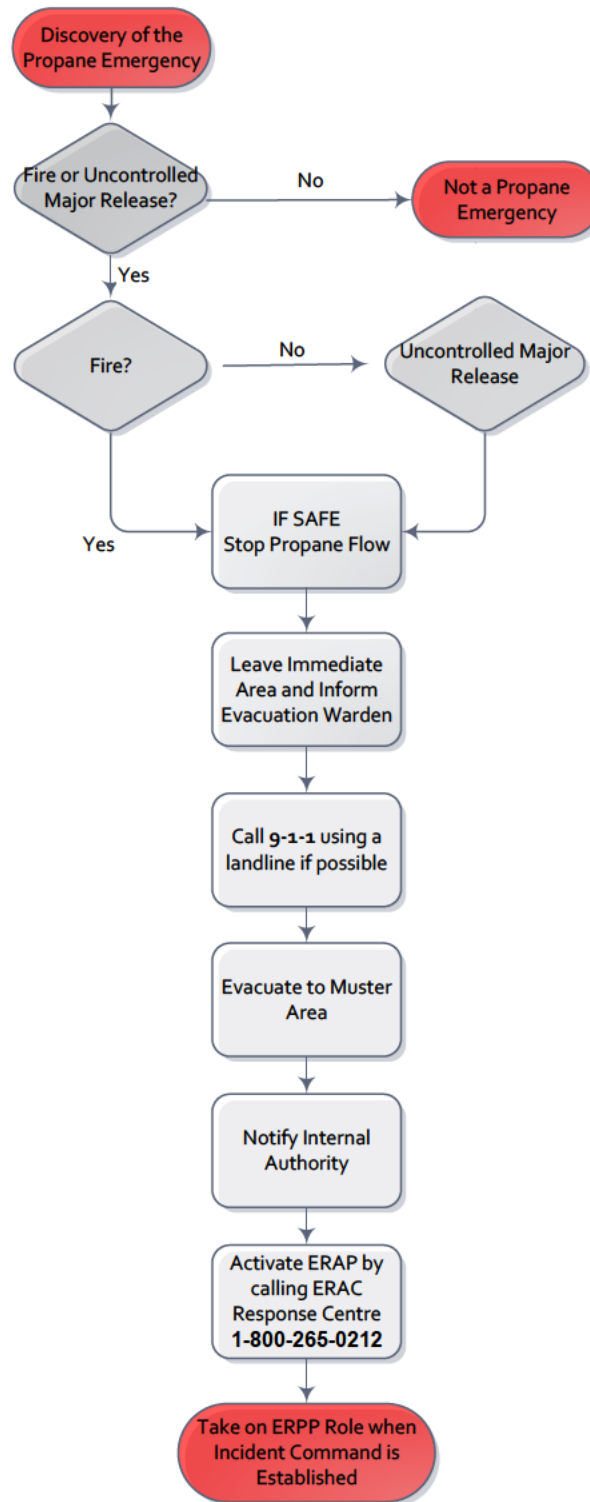 Discovery of the
Propane Emergency
Fire or Uncontrolled
Major Release?
No
Not a Propane
Emergency
Yes
Fire?
No
Uncontrolled Major
Release
Yes
IF SAFE
Stop Propane Flow
Leave Immediate
Area and Inform
Evacuation Warden
Call 9-1-1 using a
landline if possible
Evacuate to Muster
Area
Notify Internal
Authority
Activate ERAP by
calling ERAC
Response Centre
1-800-265-0212
Take on ERPP Role when
Incident Command is
Established